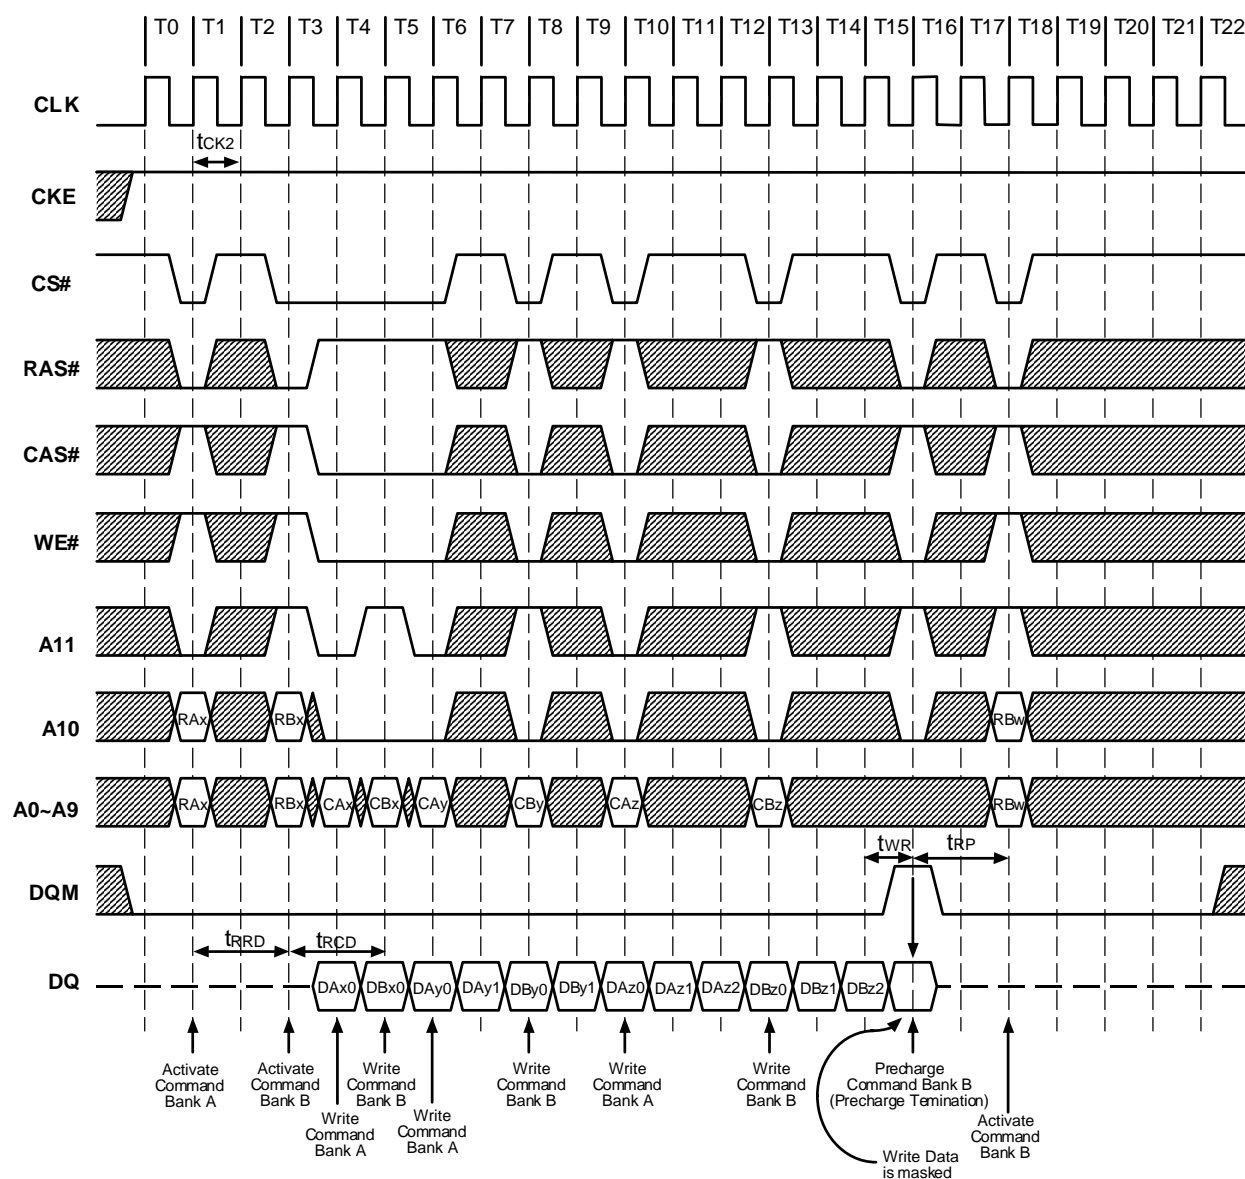 T0 T1 T2 T3 T4 T5 T6 T7 T8 T9 T10 T11 T12 T13 T14 T15 T16 T17 T18 T19 T20 T21 T22
CLK
tCK2
CKE
CS#
RAS#
CAS#
WE#
A11
A10
RAx RBx RBw
A0~A9
RAx RBx CAx CBx CAy CBy CAz CBz RBw
tWR tRP
DQM
tRRD tRCD
DQ
DAx0 DBx0 DAy0 DAy1 DBy0 DBy1 DAz0 DAz1 DAz2 DBz0 DBz1 DBz2
Activate
Command
Bank A
Activate
Command
Bank B
Write
Command
Bank A
Write
Command
Bank B
Write
Command
Bank A
Write
Command
Bank B
Write
Command
Bank A
Write
Command
Bank B
Precharge
Command Bank B
(Precharge Temination)
Write Data
is masked
Activate
Command
Bank B